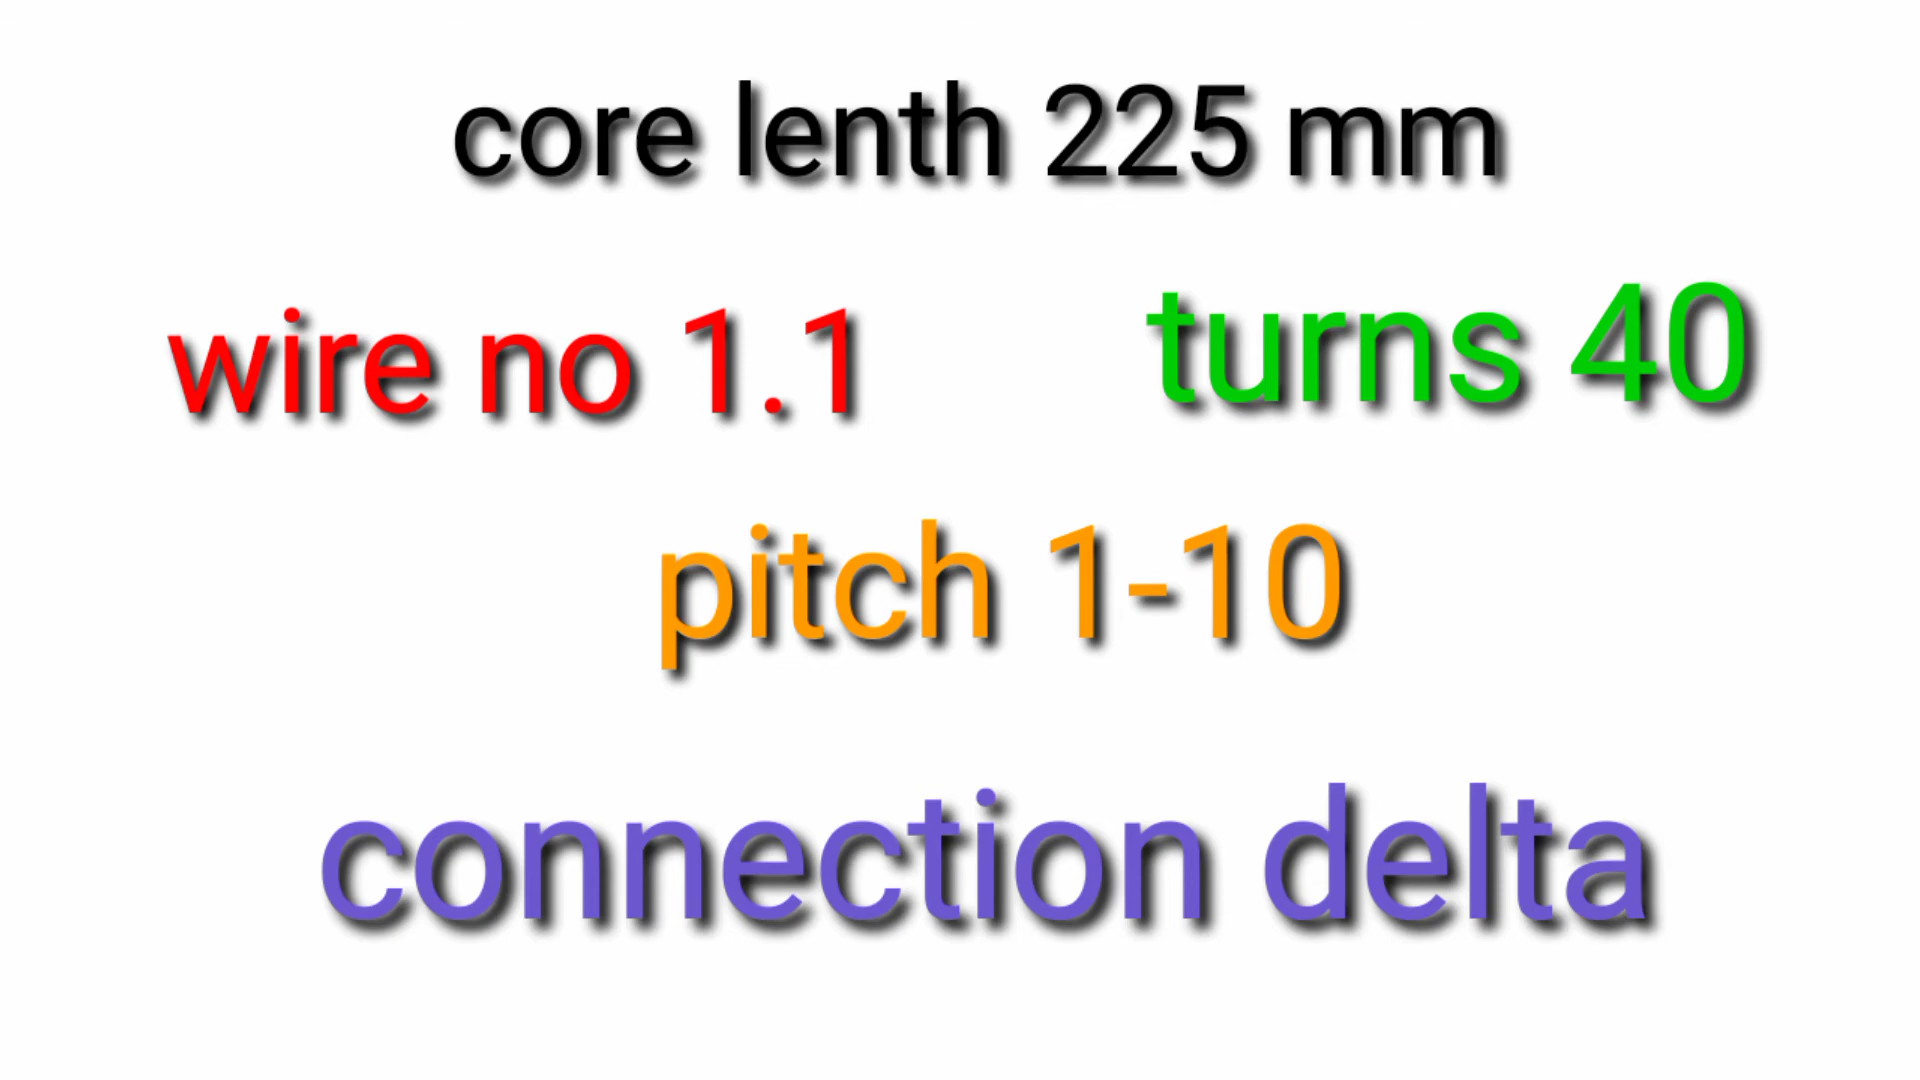 core lenth 225 mm
wire no 1.1 turns 40
pitch 1-10
connection delta